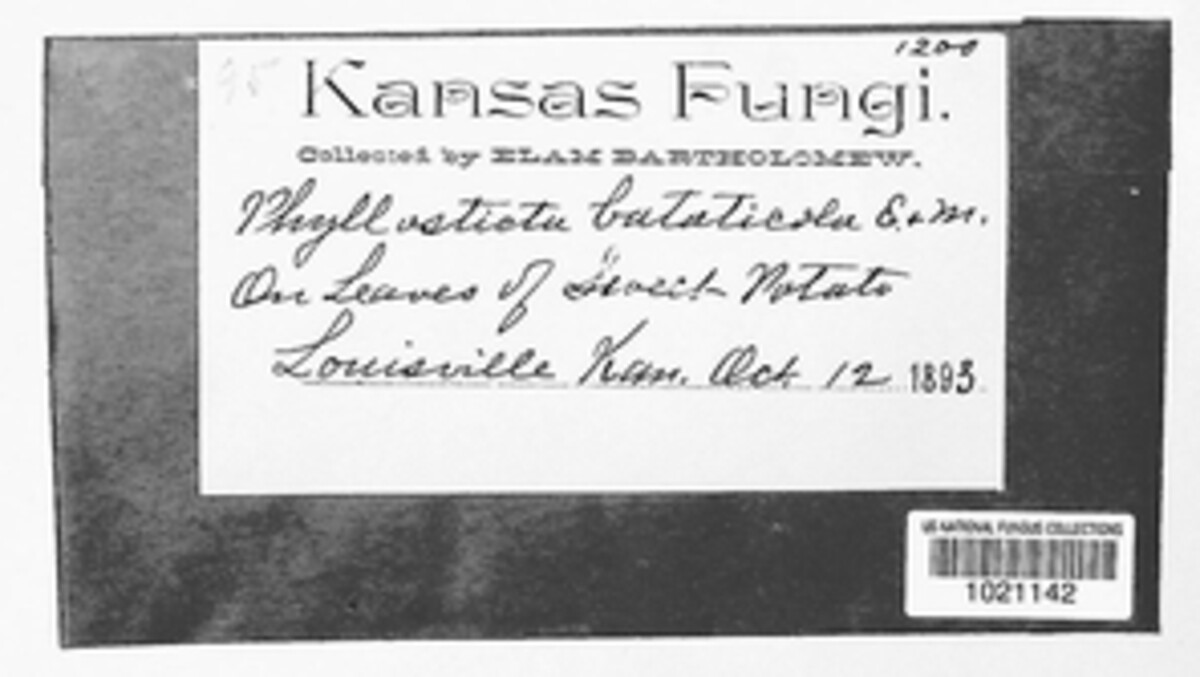 1200
95
Kansas Fungi.
Collected by ELAM BARTHOLOMEW.
Phyllosticta bataticola E. & M.
On Leaves of Sweet Potato
Louisville Kan. Oct 12 1893
US NATIONAL FUNGUS COLLECTIONS
1021142